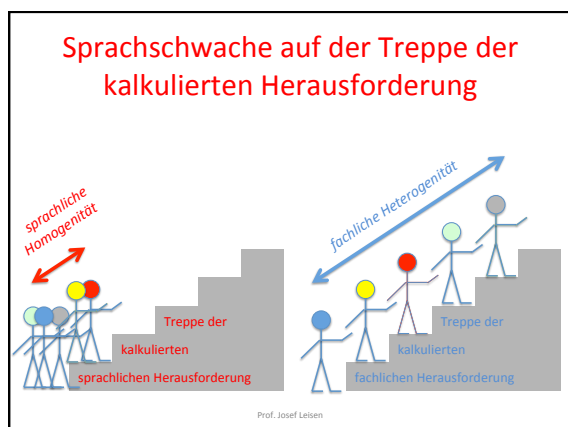 Sprachschwache auf der Treppe der
kalkulierten Herausforderung
sprachliche
Homogenität
Treppe der
kalkulierten
sprachlichen Herausforderung
fachliche Heterogenität
Treppe der
kalkulierten
fachlichen Herausforderung
Prof. Josef Leisen